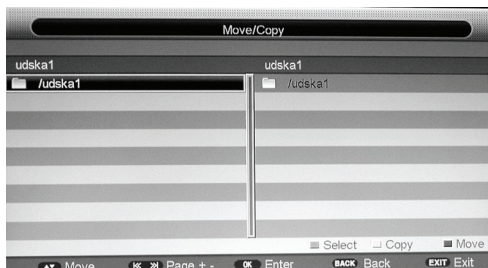 Move/Copy
udska1 udska1
/udska1 /udska1
Select Copy Move
Move Page + - OK Enter BACK Back EXIT Exit